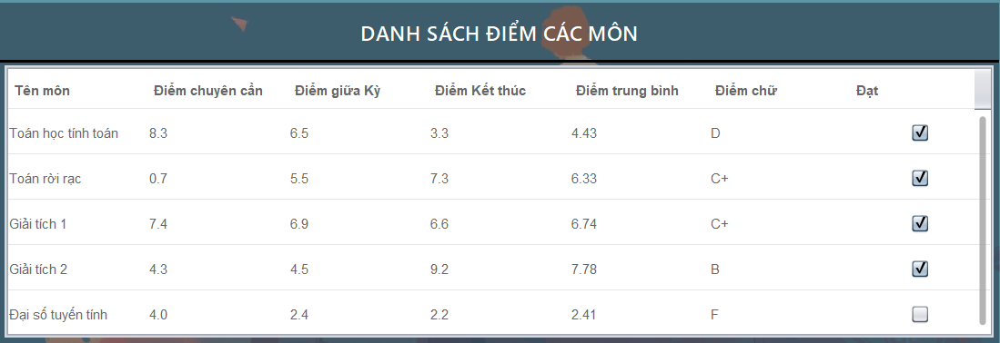 DANH SÁCH ĐIỂM CÁC MÔN
Tên môn Điểm chuyên cần Điểm giữa Kỳ Điểm Kết thúc Điểm trung bình Điểm chữ Đạt
Toán học tính toán 8.3 6.5 3.3 4.43 D
Toán rời rạc 0.7 5.5 7.3 6.33 C+
Giải tích 1 7.4 6.9 6.6 6.74 C+
Giải tích 2 4.3 4.5 9.2 7.78 B
Đại số tuyến tính 4.0 2.4 2.2 2.41 F